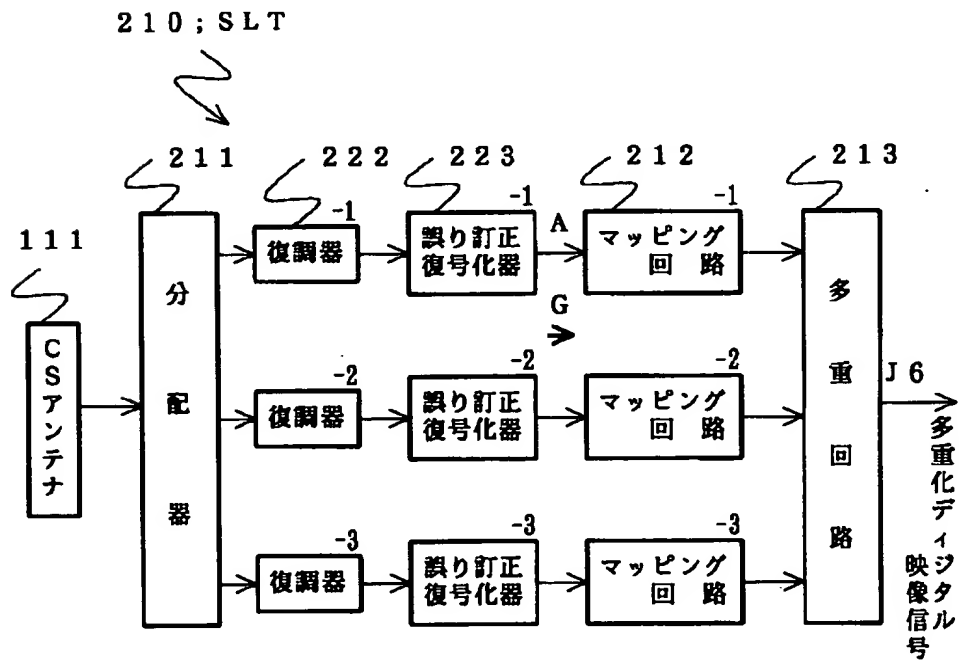 210;SLT
211
222
223
212
213
111
-1
-1
-1
復調器
誤り訂正
復号化器
A
マッピング
回路
G
CSアンテナ
分配器
-2
-2
-2
復調器
誤り訂正
復号化器
マッピング
回路
多重回路
J6
-3
-3
-3
復調器
誤り訂正
復号化器
マッピング
回路
多重化ディジタル
映像信号